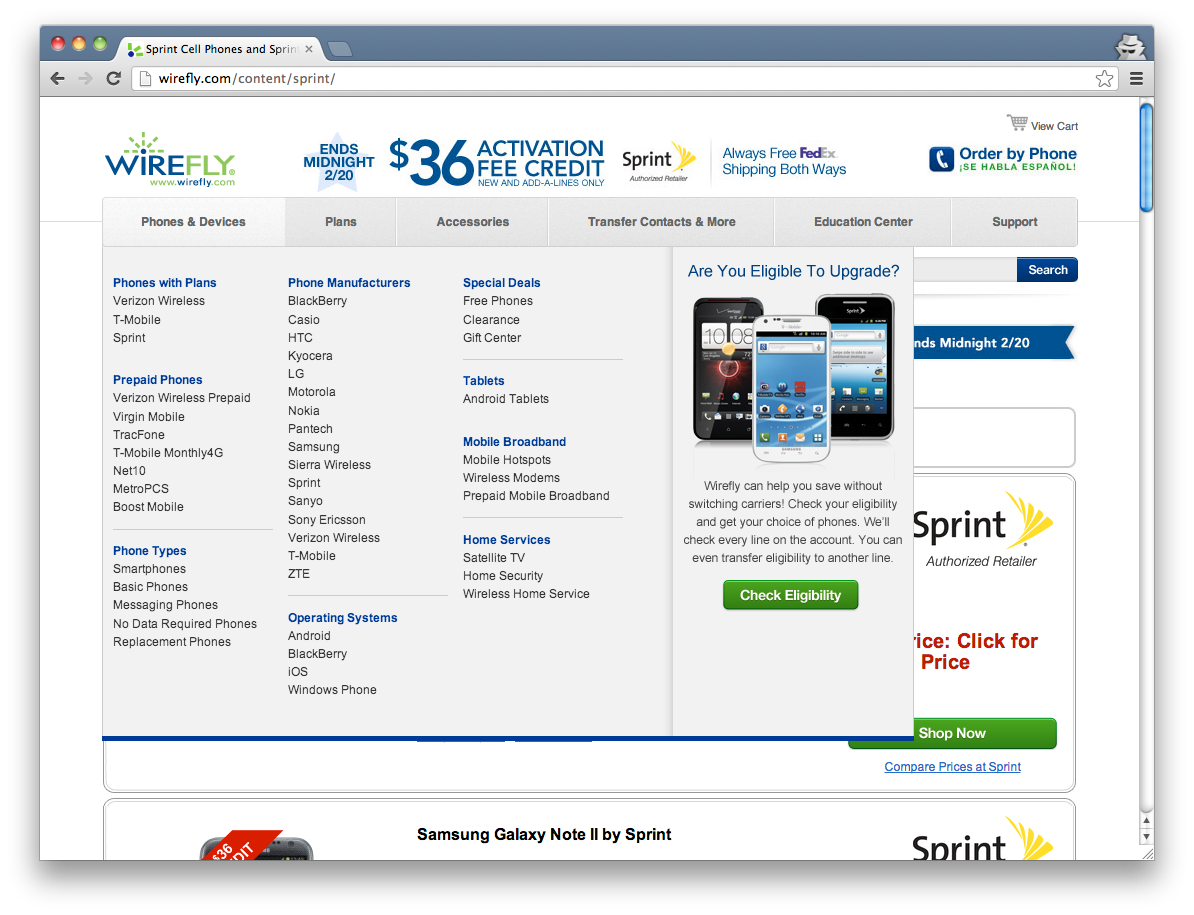 Sprint Cell Phones and Sprin
wirefly.com/content/sprint/
View Cart
WIREFLY®
www.wirefly.com
ENDS
MIDNIGHT
2/20
$36 ACTIVATION
FEE CREDIT
NEW AND ADD-A-LINES ONLY
Sprint
Authorized Retailer
Always Free FedEx
Shipping Both Ways
Order by Phone
¡SE HABLA ESPAÑOL!
Phones & Devices
Plans
Accessories
Transfer Contacts & More
Education Center
Support
Phones with Plans
Verizon Wireless
T-Mobile
Sprint
Prepaid Phones
Verizon Wireless Prepaid
Virgin Mobile
TracFone
T-Mobile Monthly4G
Net10
MetroPCS
Boost Mobile
Phone Types
Smartphones
Basic Phones
Messaging Phones
No Data Required Phones
Replacement Phones
Phone Manufacturers
BlackBerry
Casio
HTC
Kyocera
LG
Motorola
Nokia
Pantech
Samsung
Sierra Wireless
Sprint
Sanyo
Sony Ericsson
Verizon Wireless
T-Mobile
ZTE
Operating Systems
Android
BlackBerry
iOS
Windows Phone
Special Deals
Free Phones
Clearance
Gift Center
Tablets
Android Tablets
Mobile Broadband
Mobile Hotspots
Wireless Modems
Prepaid Mobile Broadband
Home Services
Satellite TV
Home Security
Wireless Home Service
Are You Eligible To Upgrade?
Wirefly can help you save without
switching carriers! Check your eligibility
and get your choice of phones. We'll
check every line on the account. You can
even transfer eligibility to another line.
Check Eligibility
Search
nds Midnight 2/20
Sprint
Authorized Retailer
rice: Click for
Price
Shop Now
Compare Prices at Sprint
$36
DIT
Samsung Galaxy Note II by Sprint
Sprint